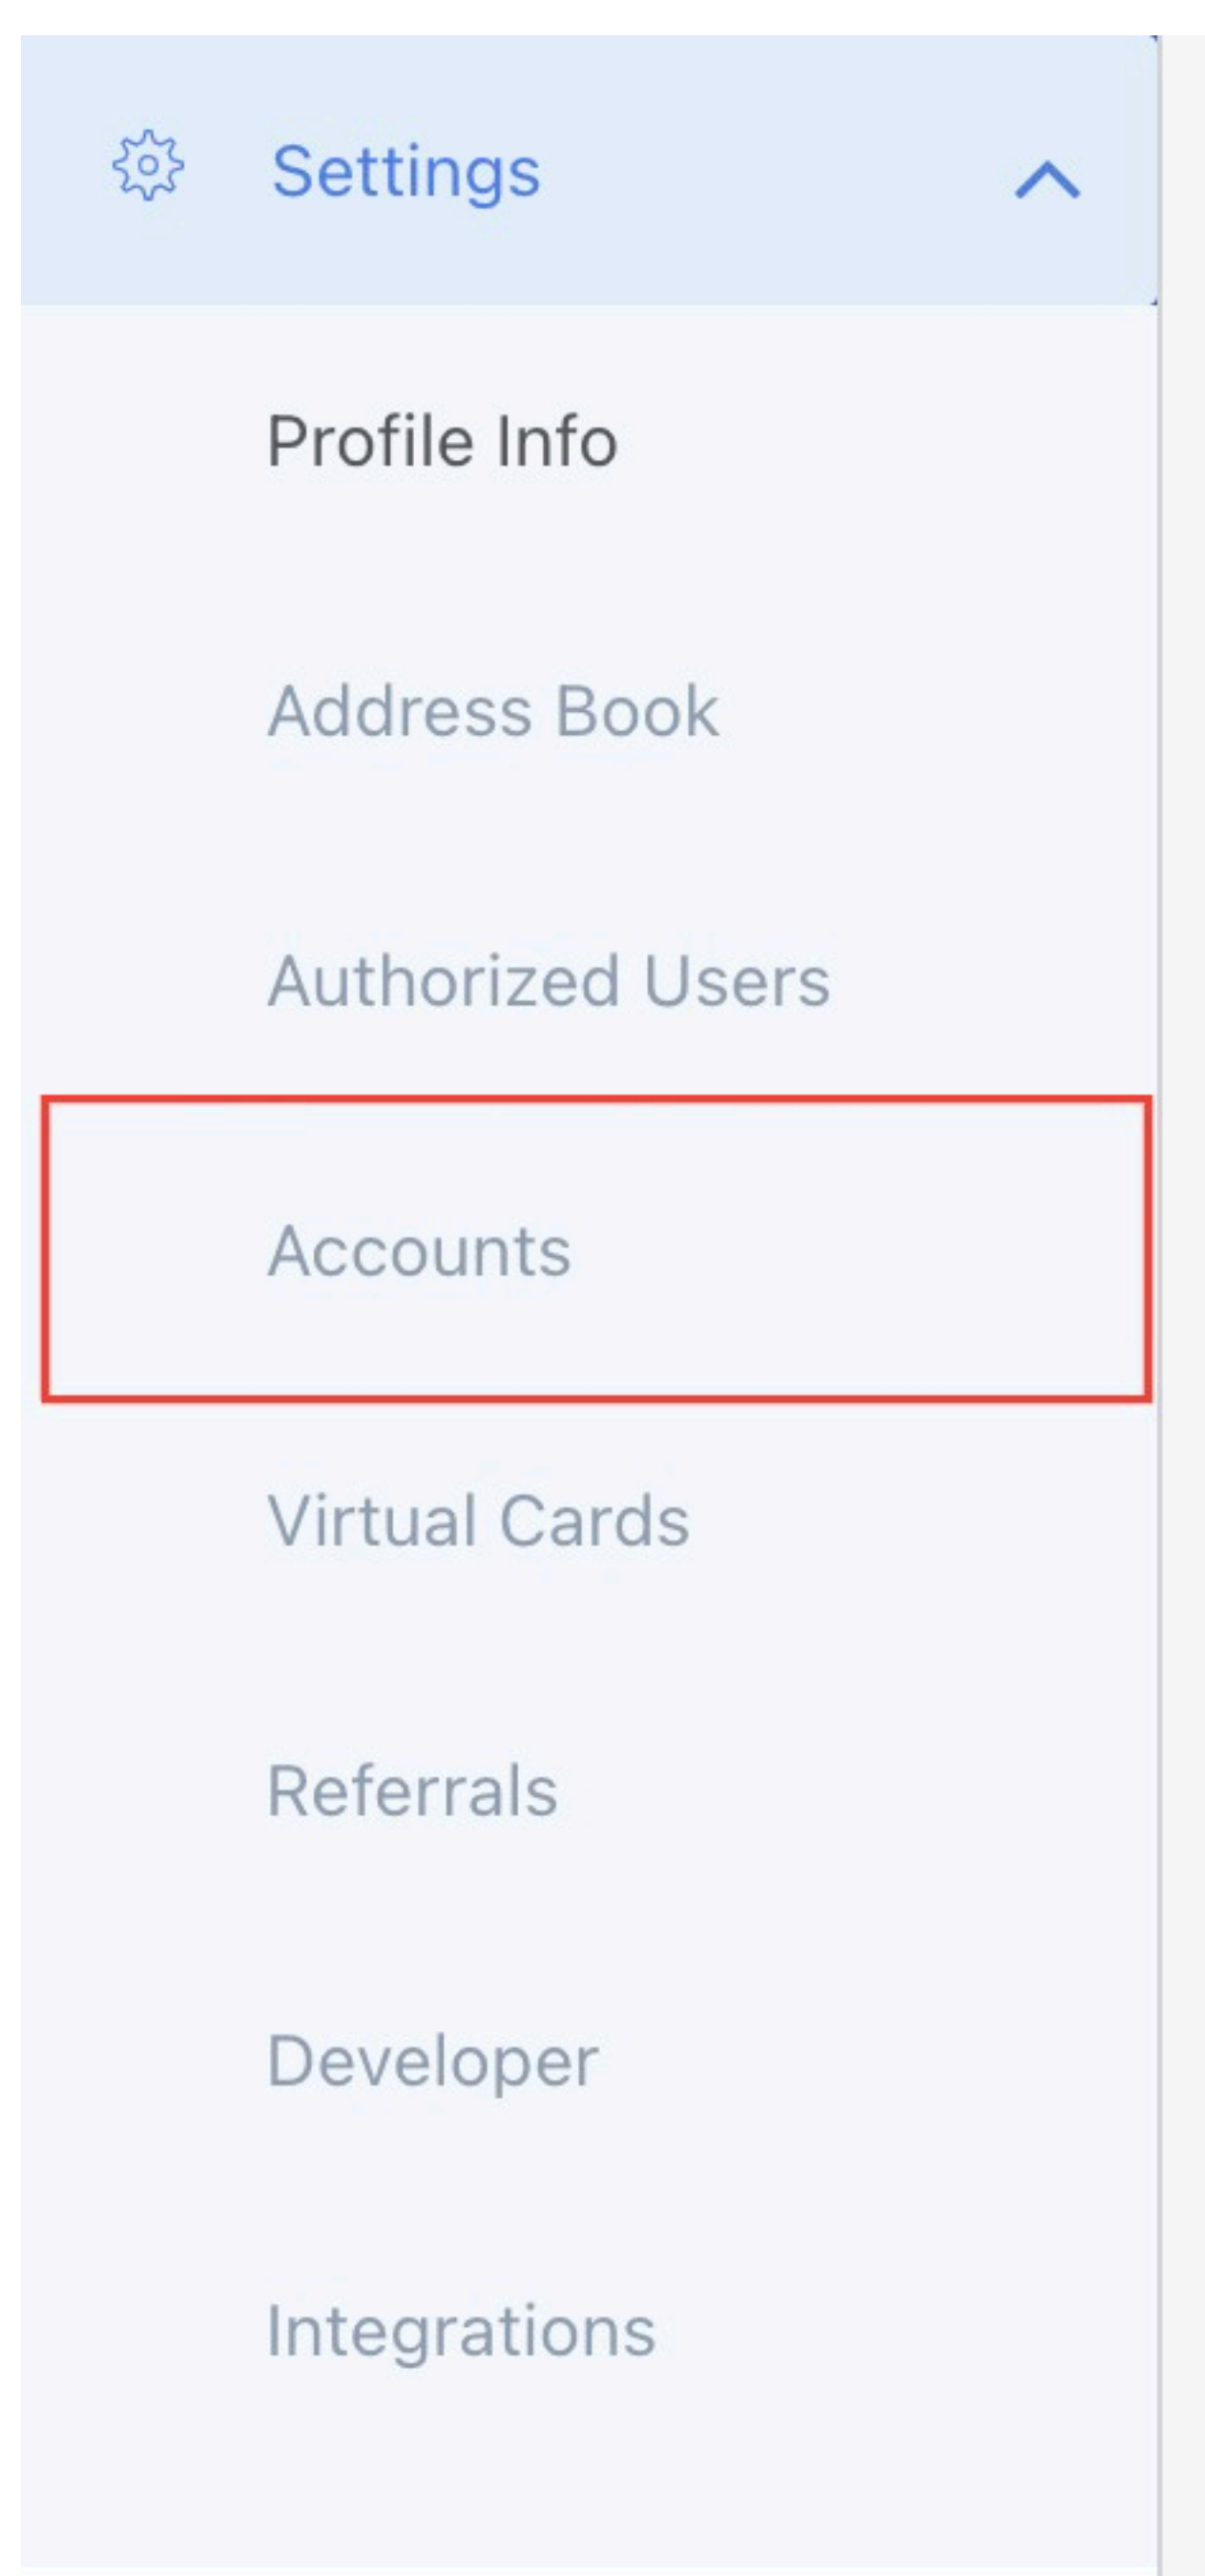 Settings
Profile Info
Address Book
Authorized Users
Accounts
Virtual Cards
Referrals
Developer
Integrations